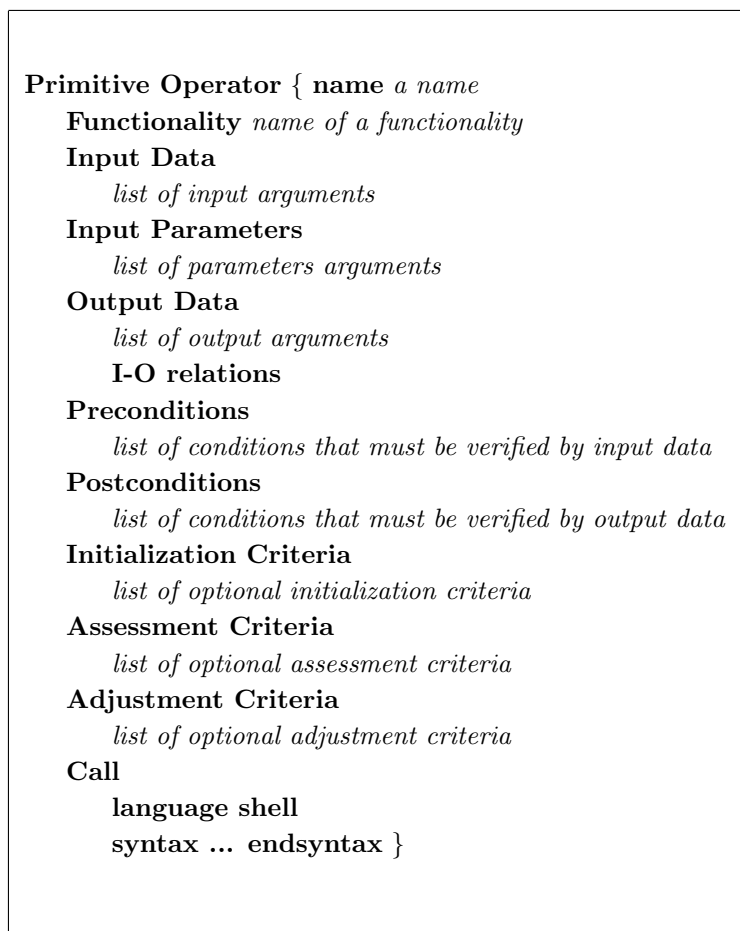 Primitive Operator { name a name
Functionality name of a functionality
Input Data
list of input arguments
Input Parameters
list of parameters arguments
Output Data
list of output arguments
I-O relations
Preconditions
list of conditions that must be verified by input data
Postconditions
list of conditions that must be verified by output data
Initialization Criteria
list of optional initialization criteria
Assessment Criteria
list of optional assessment criteria
Adjustment Criteria
list of optional adjustment criteria
Call
language shell
syntax ... endsyntax }